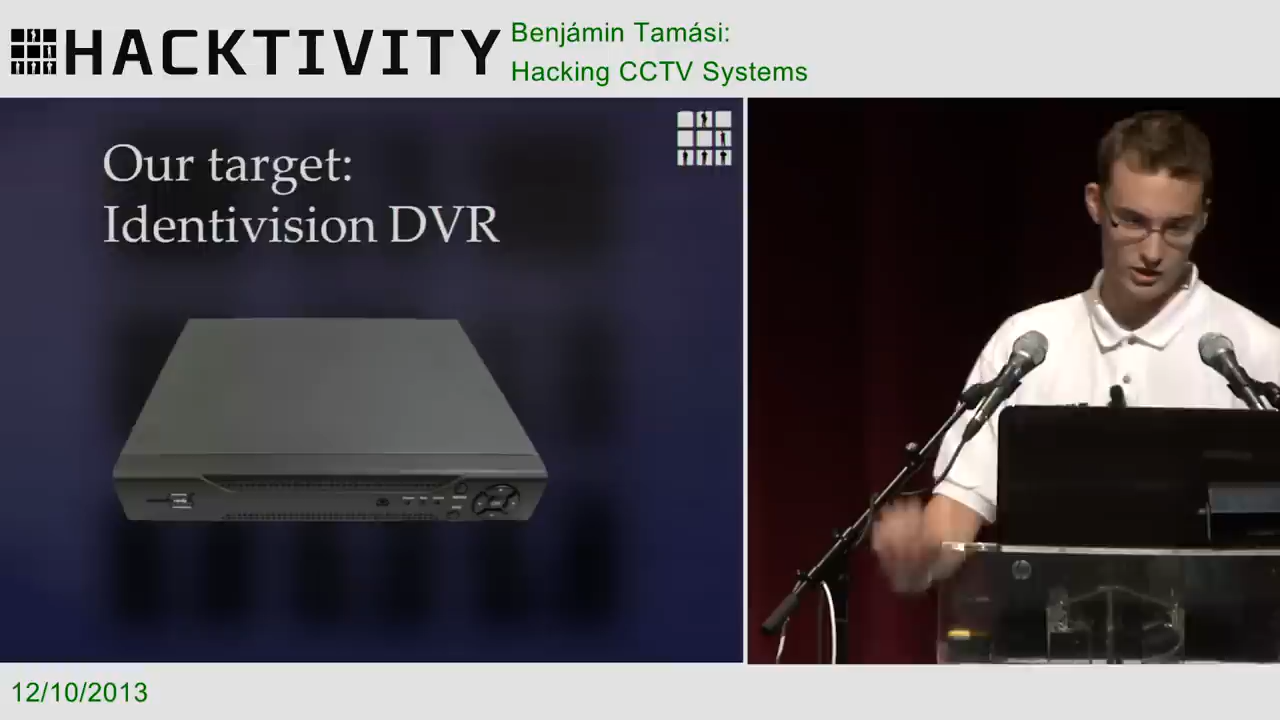 HACKTIVITY
Benjámin Tamási:
Hacking CCTV Systems
Our target:
Identivision DVR
12/10/2013